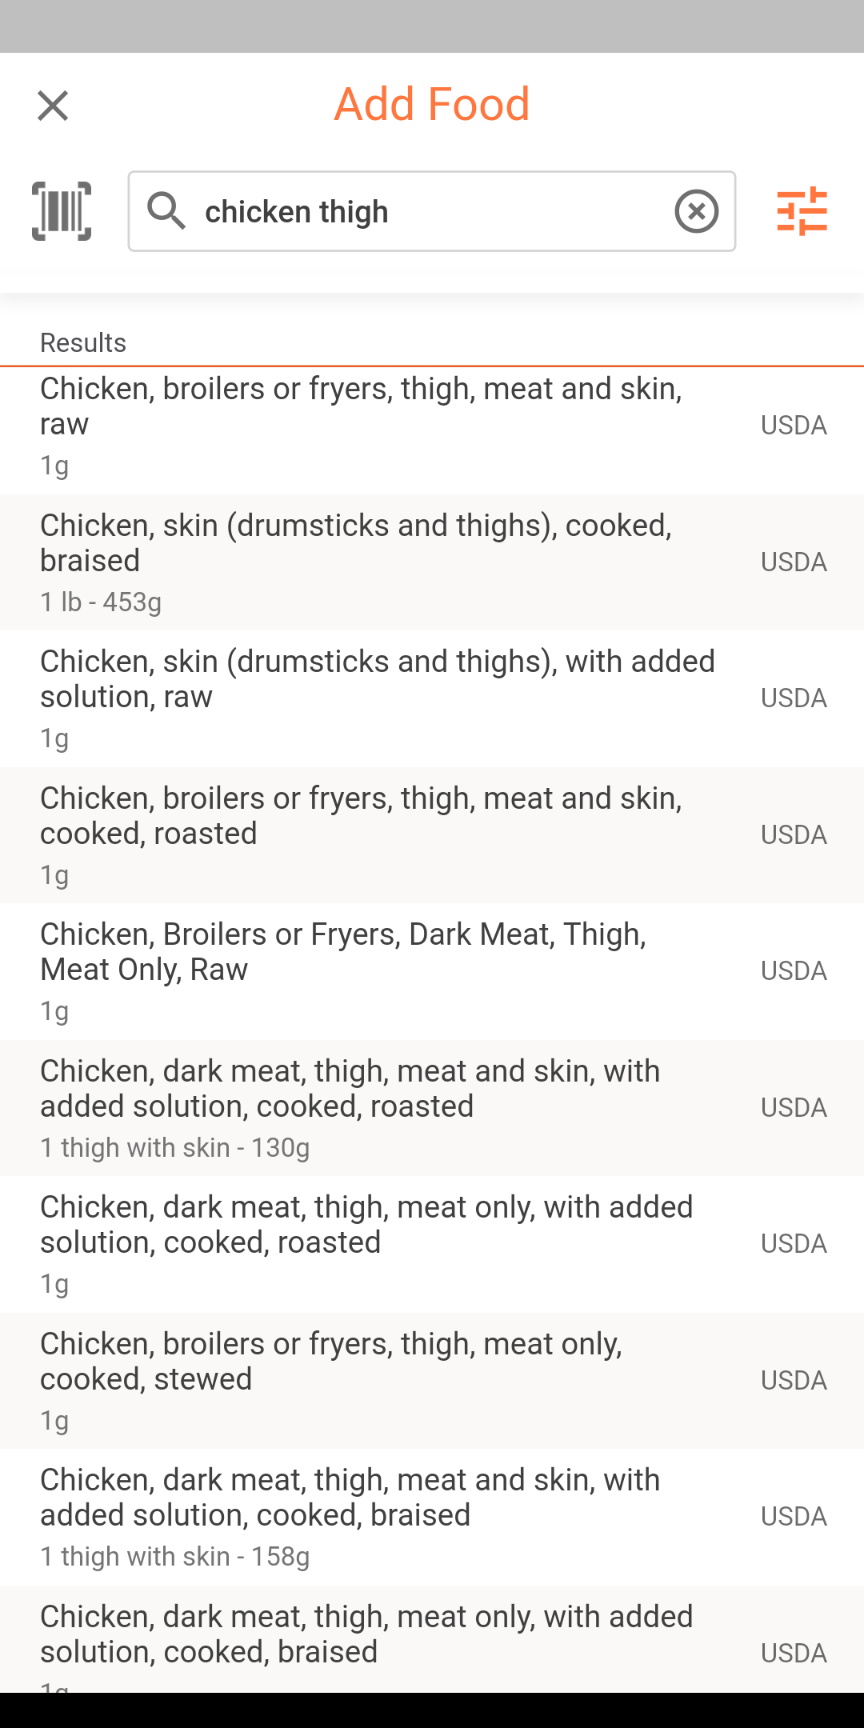 Add Food
chicken thigh
Results
Chicken, broilers or fryers, thigh, meat and skin,
raw
USDA
1g
Chicken, skin (drumsticks and thighs), cooked,
braised
USDA
1 lb - 453g
Chicken, skin (drumsticks and thighs), with added
solution, raw
USDA
1g
Chicken, broilers or fryers, thigh, meat and skin,
cooked, roasted
USDA
1g
Chicken, Broilers or Fryers, Dark Meat, Thigh,
Meat Only, Raw
USDA
1g
Chicken, dark meat, thigh, meat and skin, with
added solution, cooked, roasted
USDA
1 thigh with skin - 130g
Chicken, dark meat, thigh, meat only, with added
solution, cooked, roasted
USDA
1g
Chicken, broilers or fryers, thigh, meat only,
cooked, stewed
USDA
1g
Chicken, dark meat, thigh, meat and skin, with
added solution, cooked, braised
USDA
1 thigh with skin - 158g
Chicken, dark meat, thigh, meat only, with added
solution, cooked, braised
USDA
1g